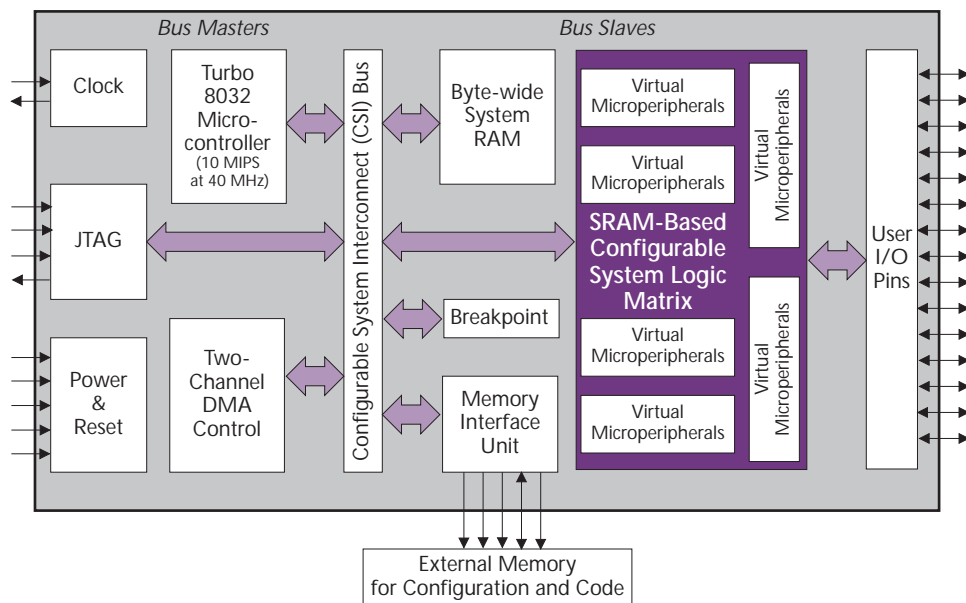 Bus Masters
Bus Slaves
Clock
Turbo
8032
Micro-
controller
(10 MIPS
at 40 MHz)
JTAG
Power
&
Reset
Two-
Channel
DMA
Control
Configurable System Interconnect (CSI) Bus
Byte-wide
System
RAM
Breakpoint
Memory
Interface
Unit
Virtual
Microperipherals
Virtual
Microperipherals
SRAM-Based
Configurable
System Logic
Matrix
Virtual
Microperipherals
Virtual
Microperipherals
Virtual
Microperipherals
Virtual
Microperipherals
User
I/O
Pins
External Memory
for Configuration and Code